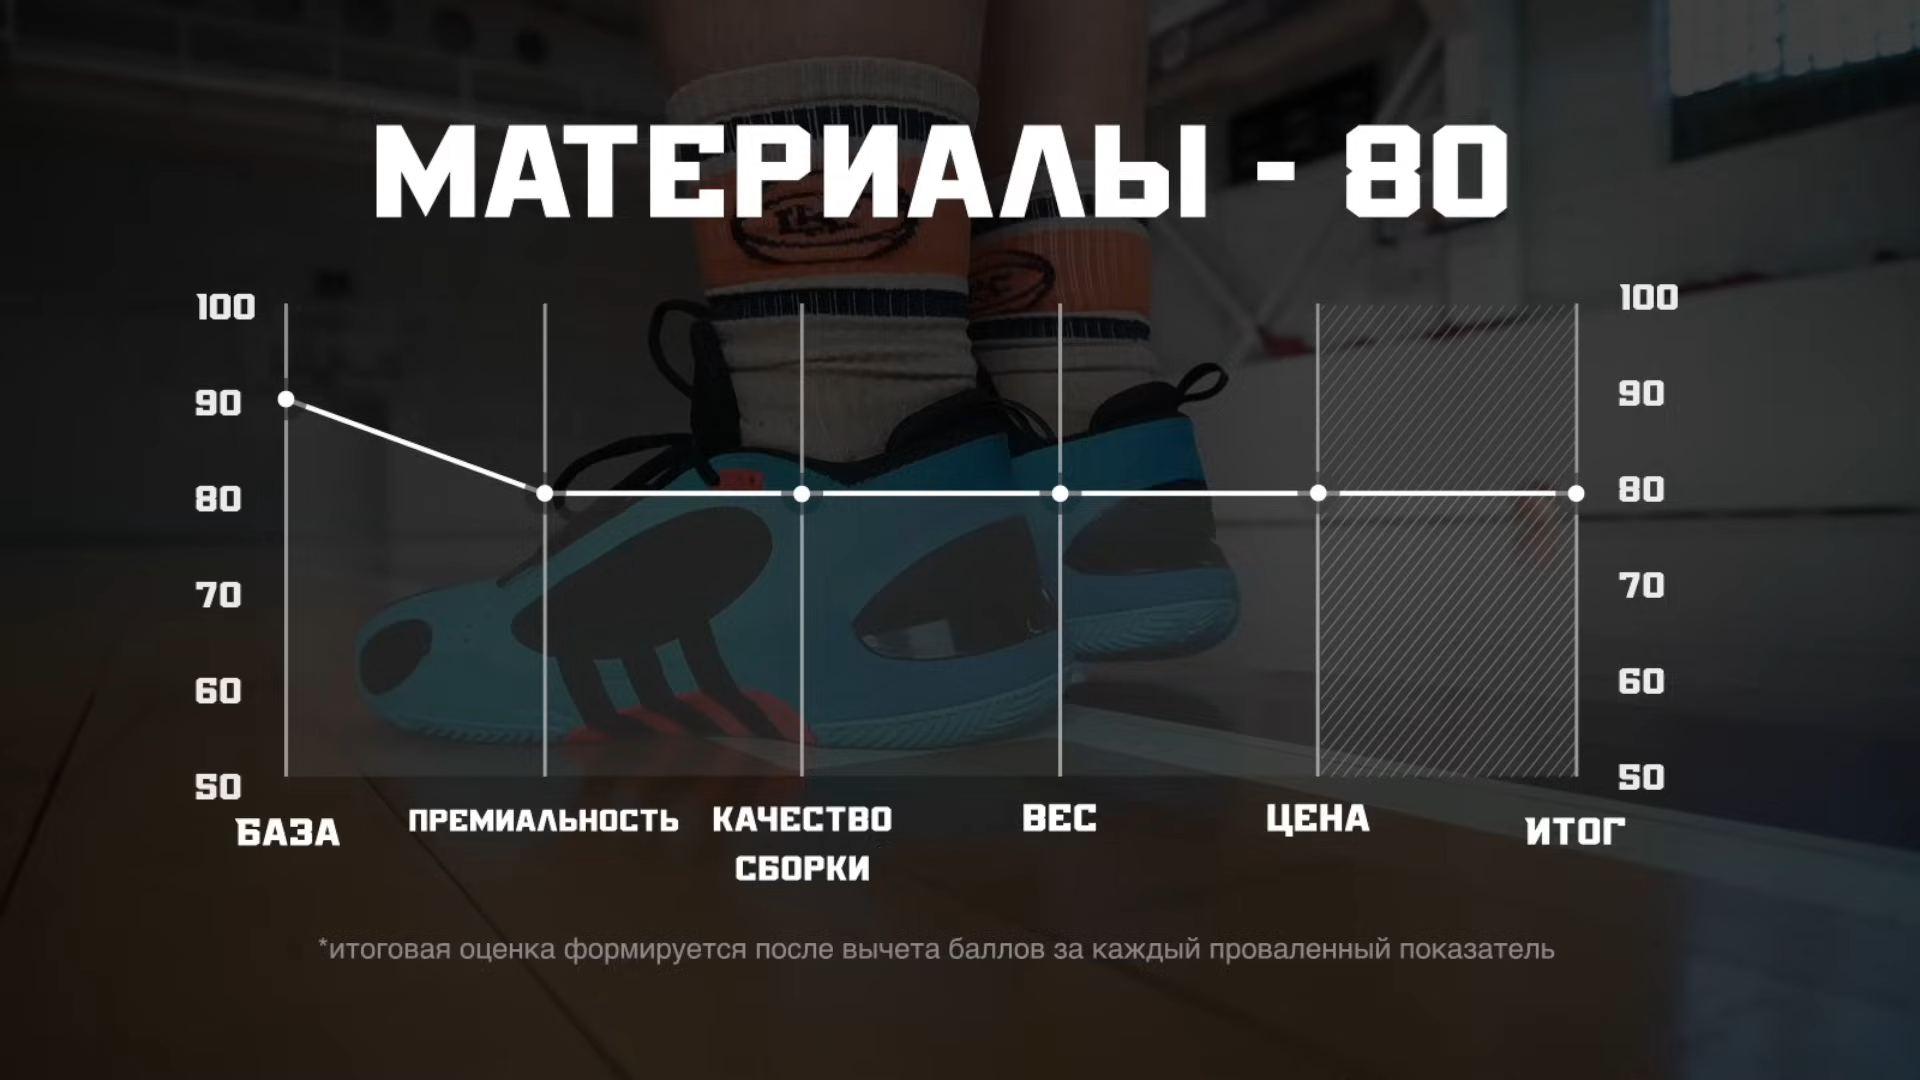 МАТЕРИАЛЫ - 80
100 100
90 90
80 80
70 70
60 60
50 50
БАЗА ПРЕМИАЛЬНОСТЬ КАЧЕСТВО СБОРКИ ВЕС ЦЕНА ИТОГ
*итоговая оценка формируется после вычета баллов за каждый проваленный показатель